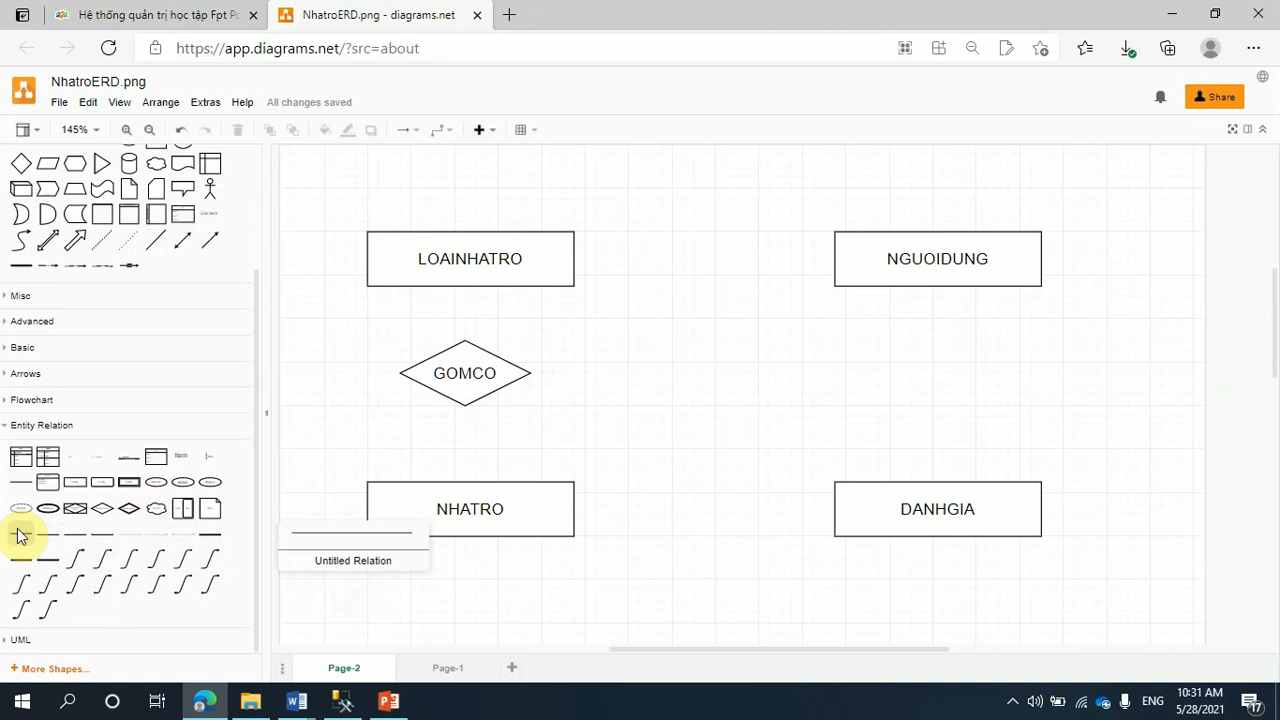 Hệ thống quản trị học tập Fpt Po
NhatroERD.png - diagrams.net
https://app.diagrams.net/?src=about
NhatroERD.png
File Edit View Arrange Extras Help All changes saved
Share
145%
List Item
LOAINHATRO
NGUOIDUNG
Misc
Advanced
Basic
GOMCO
Arrows
Flowchart
Entity Relation
Item
NHATRO
DANHGIA
Untitled Relation
UML
More Shapes...
Page-2
Page-1
ENG
10:31 AM
5/28/2021
17